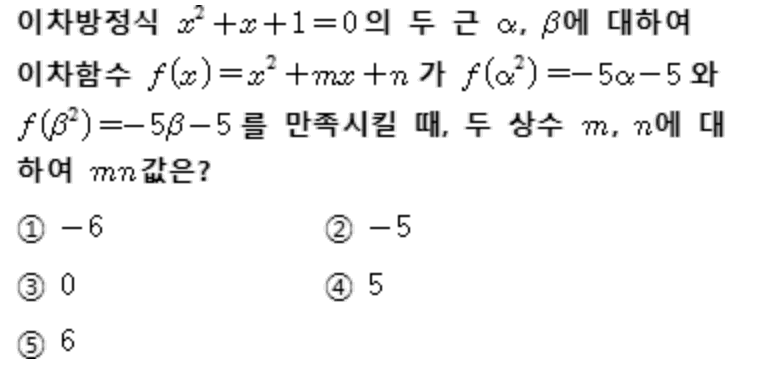 이차방정식 x²+x+1=0의 두 근 α, β에 대하여
이차함수 f(x)=x²+mx+n가 f(α²)=-5α-5와
f(β²)=-5β-5를 만족시킬 때, 두 상수 m, n에 대
하여 mn값은?
① -6 ② -5
③ 0 ④ 5
⑤ 6